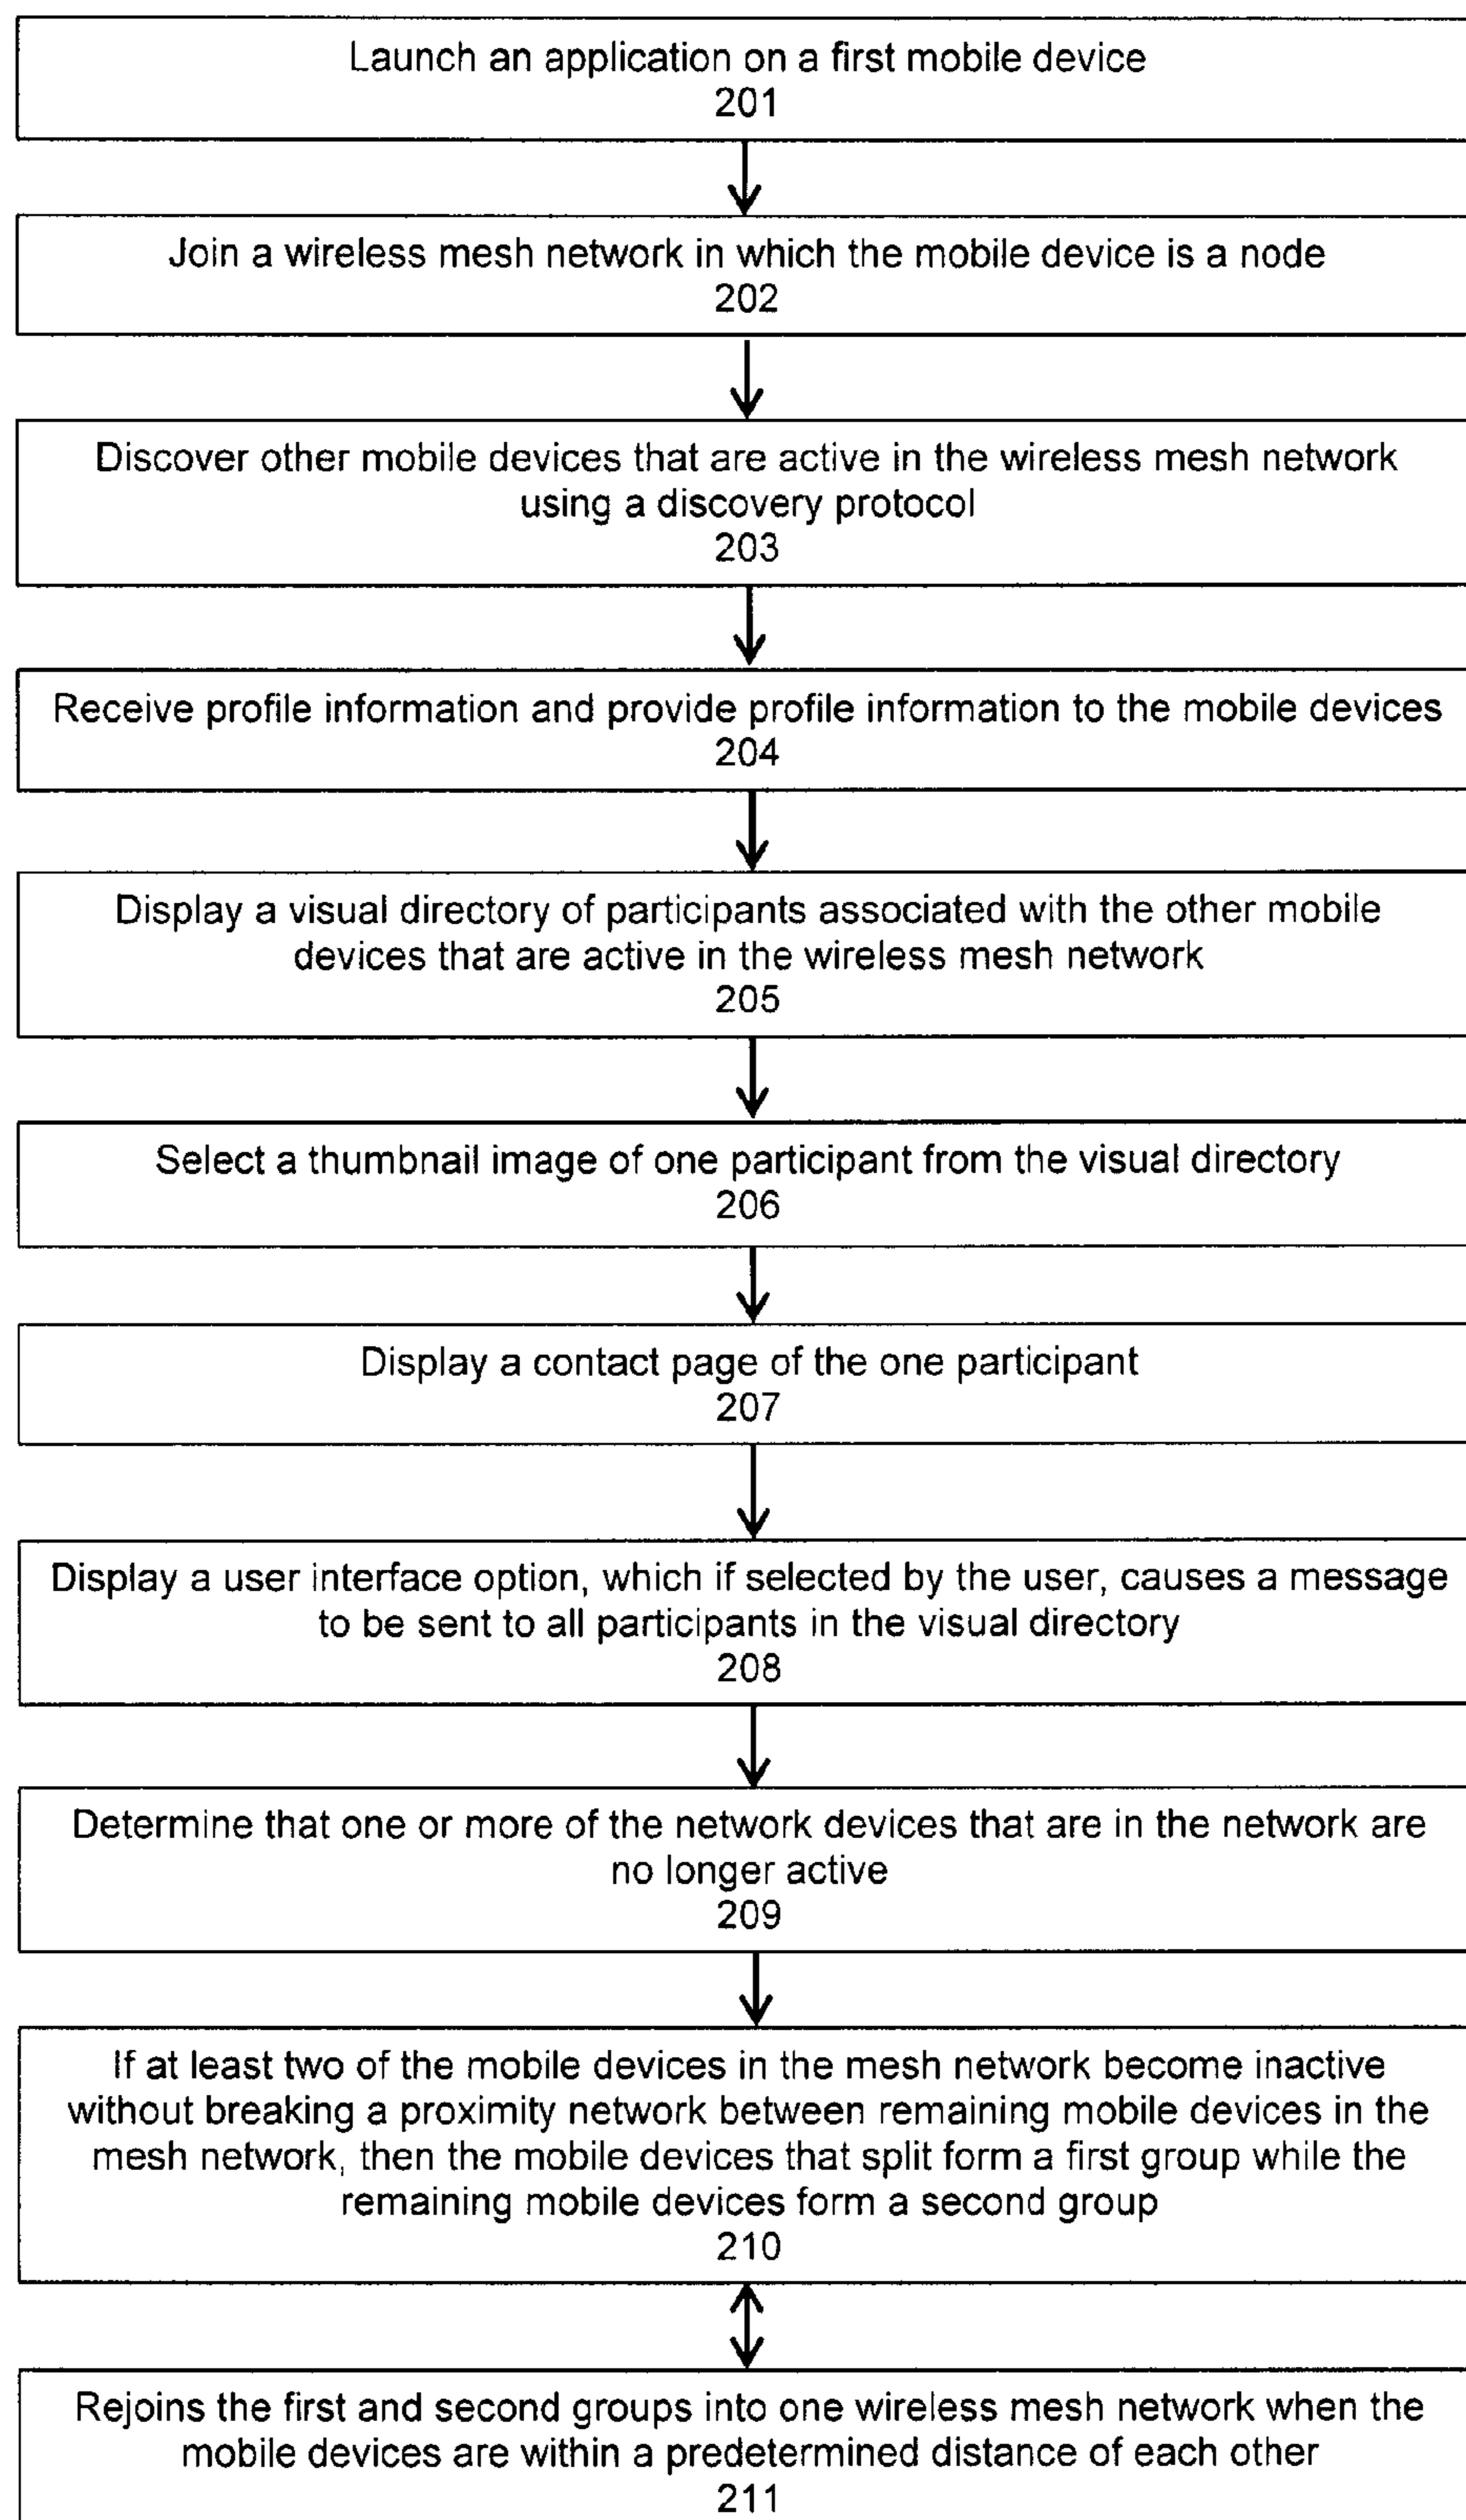 Launch an application on a first mobile device
201
Join a wireless mesh network in which the mobile device is a node
202
Discover other mobile devices that are active in the wireless mesh network
using a discovery protocol
203
Receive profile information and provide profile information to the mobile devices
204
Display a visual directory of participants associated with the other mobile
devices that are active in the wireless mesh network
205
Select a thumbnail image of one participant from the visual directory
206
Display a contact page of the one participant
207
Display a user interface option, which if selected by the user, causes a message
to be sent to all participants in the visual directory
208
Determine that one or more of the network devices that are in the network are
no longer active
209
If at least two of the mobile devices in the mesh network become inactive
without breaking a proximity network between remaining mobile devices in the
mesh network, then the mobile devices that split form a first group while the
remaining mobile devices form a second group
210
Rejoins the first and second groups into one wireless mesh network when the
mobile devices are within a predetermined distance of each other
211